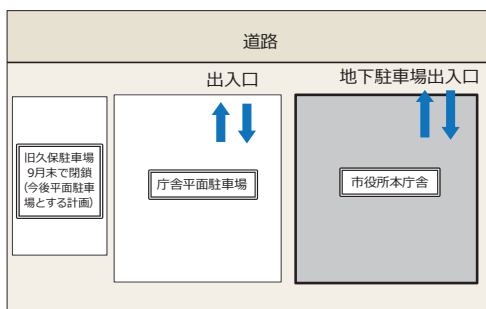 道路
出入口
地下駐車場出入口
旧久保駐車場
9月末で閉鎖
(今後平面駐車
場とする計画)
庁舎平面駐車場
市役所本庁舎